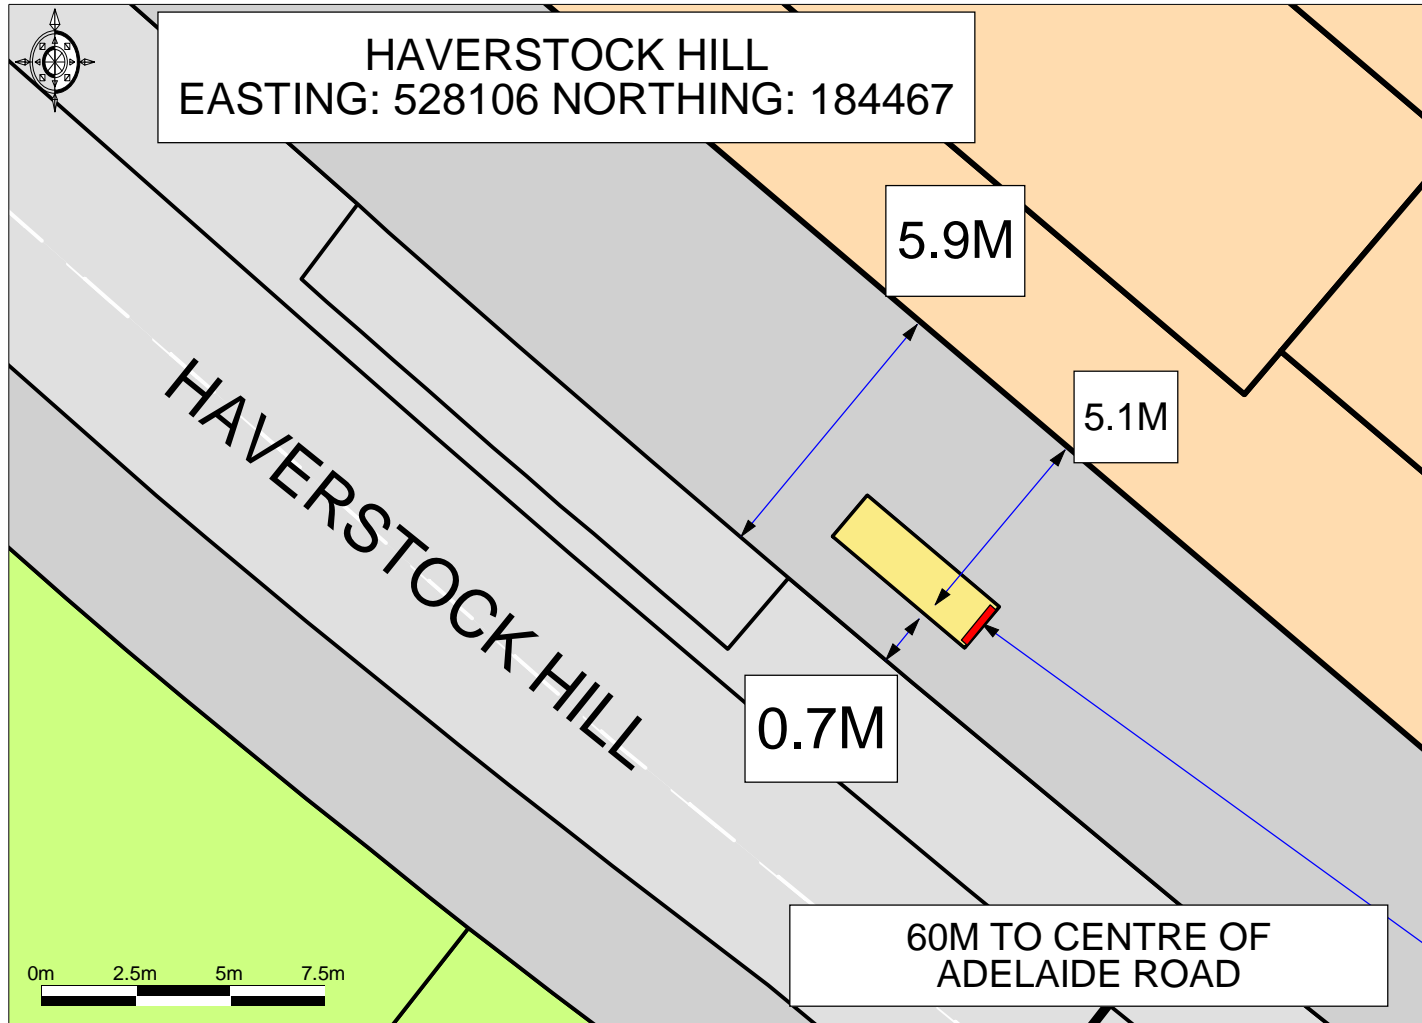 HAVERSTOCK HILL
EASTING: 528106 NORTHING: 184467
5.9M
5.1M
HAVERSTOCK HILL
0.7M
60M TO CENTRE OF
ADELAIDE ROAD
0m 2.5m 5m 7.5m